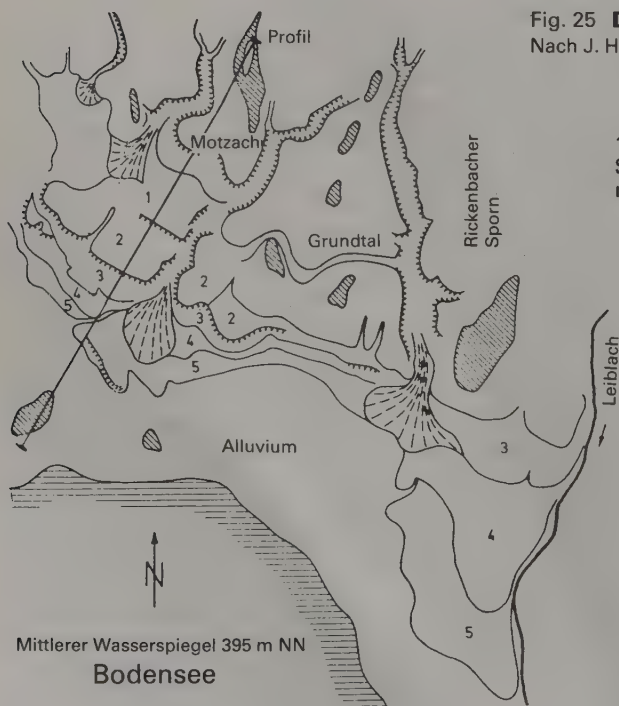 Fig. 25
Nach J. H
Profil
Motzach
Rickenbacher
Sporn
1
Grundtal
2
2
3
3
2
4
4
5
5
Leiblach
Alluvium
3
4
N
5
Mittlerer Wasserspiegel 395 m NN
Bodensee